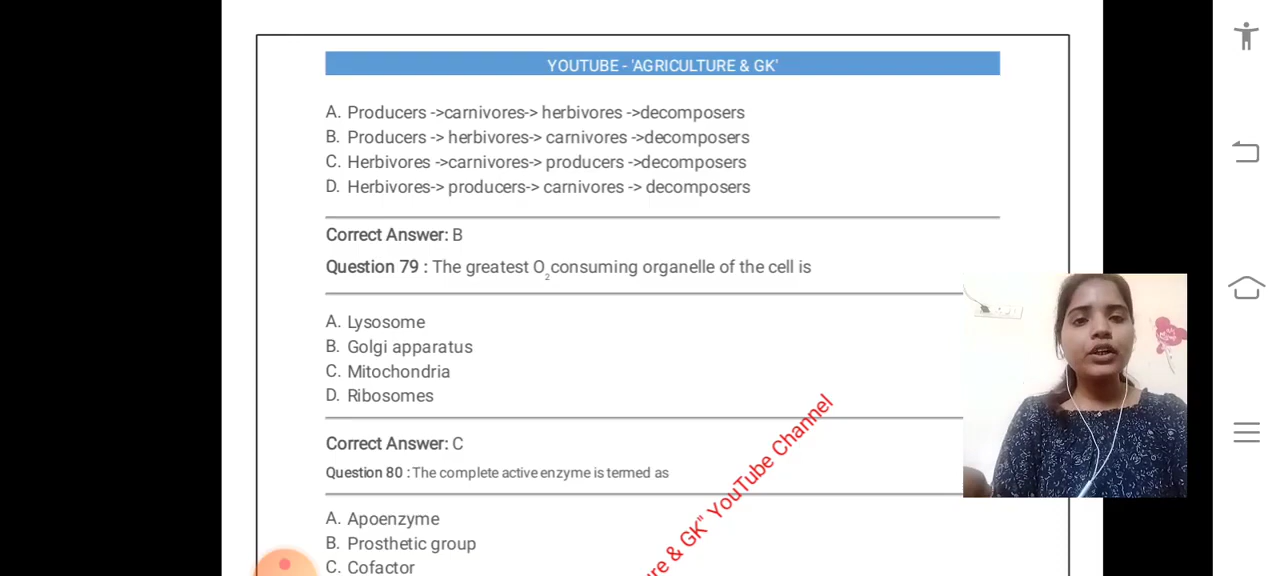 YOUTUBE - 'AGRICULTURE & GK'
A. Producers ->carnivores-> herbivores ->decomposers
B. Producers -> herbivores-> carnivores ->decomposers
C. Herbivores ->carnivores-> producers ->decomposers
D. Herbivores-> producers-> carnivores -> decomposers
Correct Answer: B
Question 79 : The greatest O₂consuming organelle of the cell is
A. Lysosome
B. Golgi apparatus
C. Mitochondria
D. Ribosomes
Correct Answer: C
Question 80 : The complete active enzyme is termed as
A. Apoenzyme
B. Prosthetic group
C. Cofactor
& GK" YouTube Channel